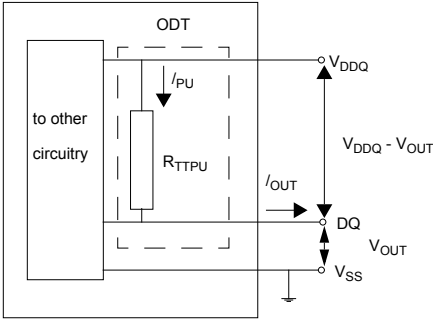 ODT
VDDQ
IPU
to other
circuitry
RTTPU
VDDQ - VOUT
IOUT
DQ
VOUT
VSS